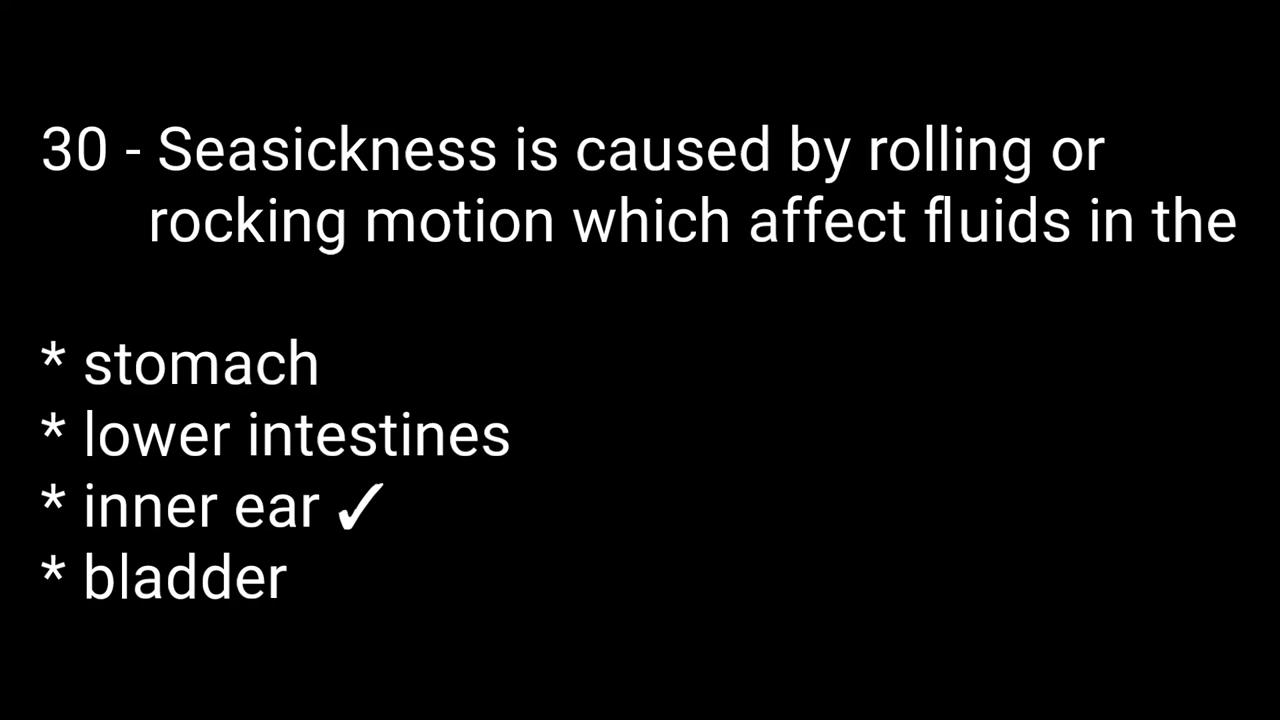 30 - Seasickness is caused by rolling or
rocking motion which affect fluids in the
* stomach
* lower intestines
* inner ear ✓
* bladder